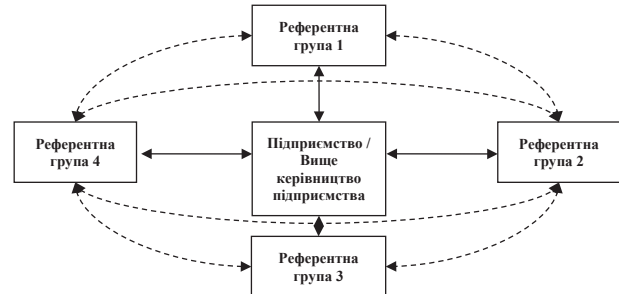 Референтна
група 1
Референтна
група 4
Підприємство /
Вище
керівництво
підприємства
Референтна
група 2
Референтна
група 3